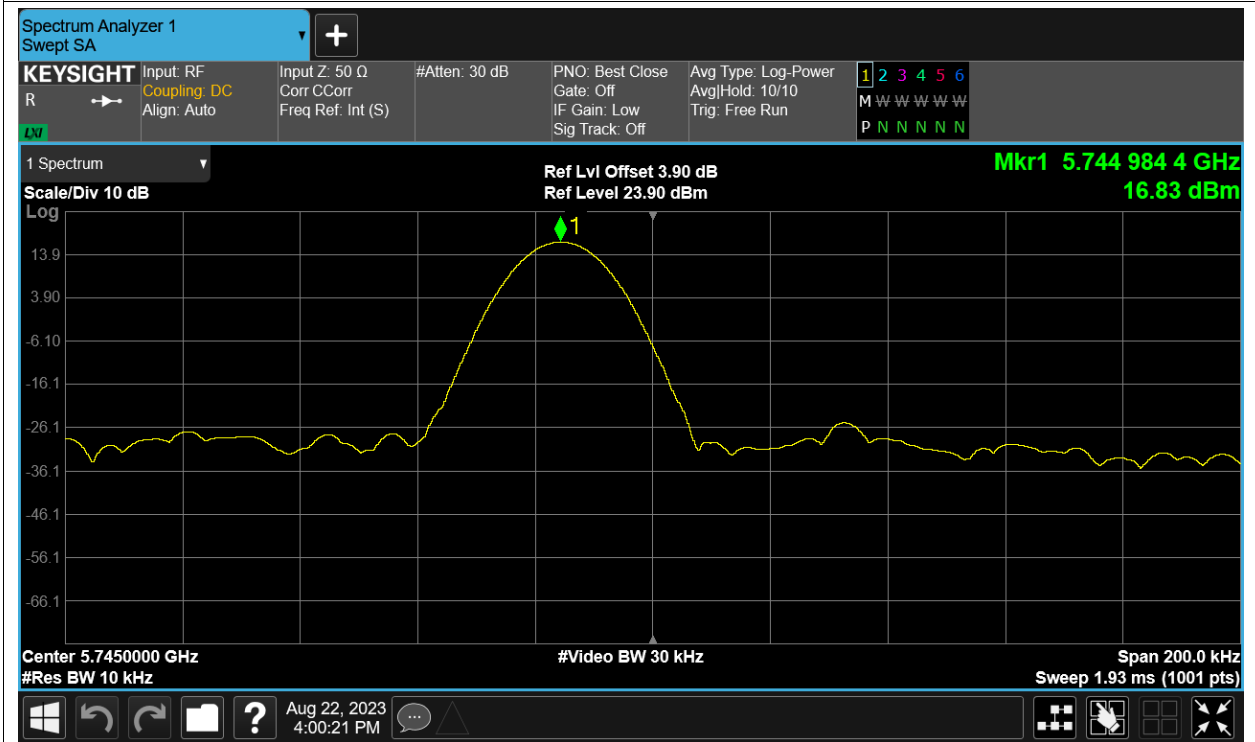 Spectrum Analyzer 1
Swept SA
+
KEYSIGHT
R
LXI
Input: RF
Coupling: DC
Align: Auto
Input Z: 50 Ω
Corr CCorr
Freq Ref: Int (S)
#Atten: 30 dB
PNO: Best Close
Gate: Off
IF Gain: Low
Sig Track: Off
Avg Type: Log-Power
Avg|Hold: 10/10
Trig: Free Run
1 2 3 4 5 6
M W W W W W
P N N N N N
1 Spectrum
Scale/Div 10 dB
Log
Ref Lvl Offset 3.90 dB
Ref Level 23.90 dBm
Mkr1 5.744 984 4 GHz
16.83 dBm
1
13.9
3.90
-6.10
-16.1
-26.1
-36.1
-46.1
-56.1
-66.1
Center 5.7450000 GHz
#Res BW 10 kHz
#Video BW 30 kHz
Span 200.0 kHz
Sweep 1.93 ms (1001 pts)
?
Aug 22, 2023
4:00:21 PM